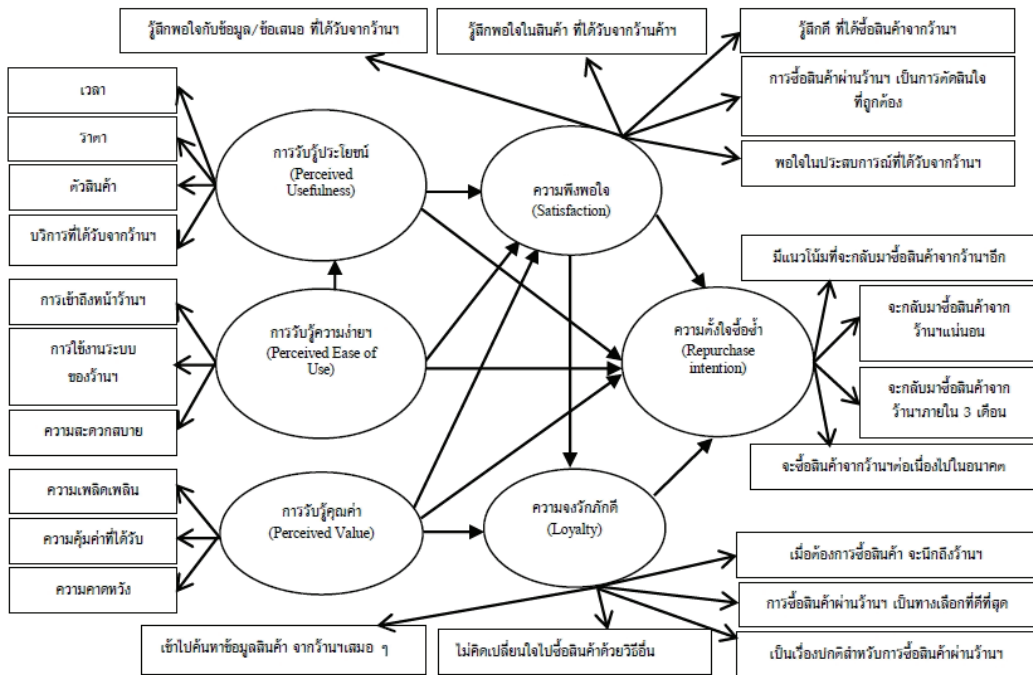 รู้สึกพอใจกับข้อมูล/ข้อเสนอ ที่ได้รับจากร้านฯ
รู้สึกพอใจในสินค้า ที่ได้รับจากร้านค้าฯ
รู้สึกดี ที่ได้ซื้อสินค้าจากร้านฯ
การซื้อสินค้าผ่านร้านฯ เป็นการตัดสินใจ
ที่ถูกต้อง
พอใจในประสบการณ์ที่ได้รับจากร้านฯ
เวลา
ราคา
ตัวสินค้า
บริการที่ได้รับจากร้านฯ
การรับรู้ประโยชน์
(Perceived
Usefulness)
ความพึงพอใจ
(Satisfaction)
มีแนวโน้มที่จะกลับมาซื้อสินค้าจากร้านฯอีก
การเข้าถึงหน้าร้านฯ
การใช้งานระบบ
ของร้านฯ
ความสะดวกสบาย
การรับรู้ความง่ายฯ
(Perceived Ease of
Use)
ความตั้งใจซื้อซ้ำ
(Repurchase
intention)
จะกลับมาซื้อสินค้าจาก
ร้านฯแน่นอน
จะกลับมาซื้อสินค้าจาก
ร้านฯภายใน 3 เดือน
จะซื้อสินค้าจากร้านฯต่อเนื่องไปในอนาคต
ความเพลิดเพลิน
ความคุ้มค่าที่ได้รับ
ความคาดหวัง
การรับรู้คุณค่า
(Perceived Value)
ความจงรักภักดี
(Loyalty)
เมื่อต้องการซื้อสินค้า จะนึกถึงร้านฯ
การซื้อสินค้าผ่านร้านฯ เป็นทางเลือกที่ดีที่สุด
เป็นเรื่องปกติสำหรับการซื้อสินค้าผ่านร้านฯ
เข้าไปค้นหาข้อมูลสินค้า จากร้านฯเสมอ ๆ
ไม่คิดเปลี่ยนใจไปซื้อสินค้าด้วยวิธีอื่น